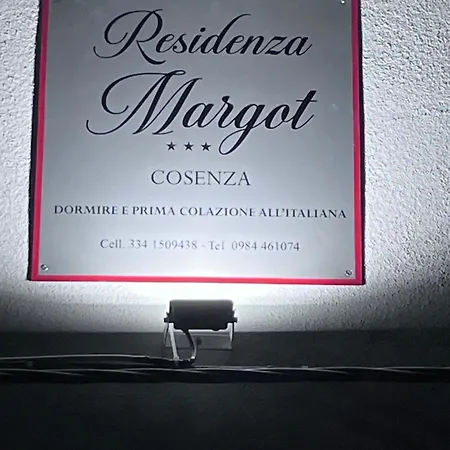 Residenza
Margot
★★★
COSENZA
DORMIRE E PRIMA COLAZIONE ALL'ITALIANA
Cell. 334 1509438 - Tel 0984 461074